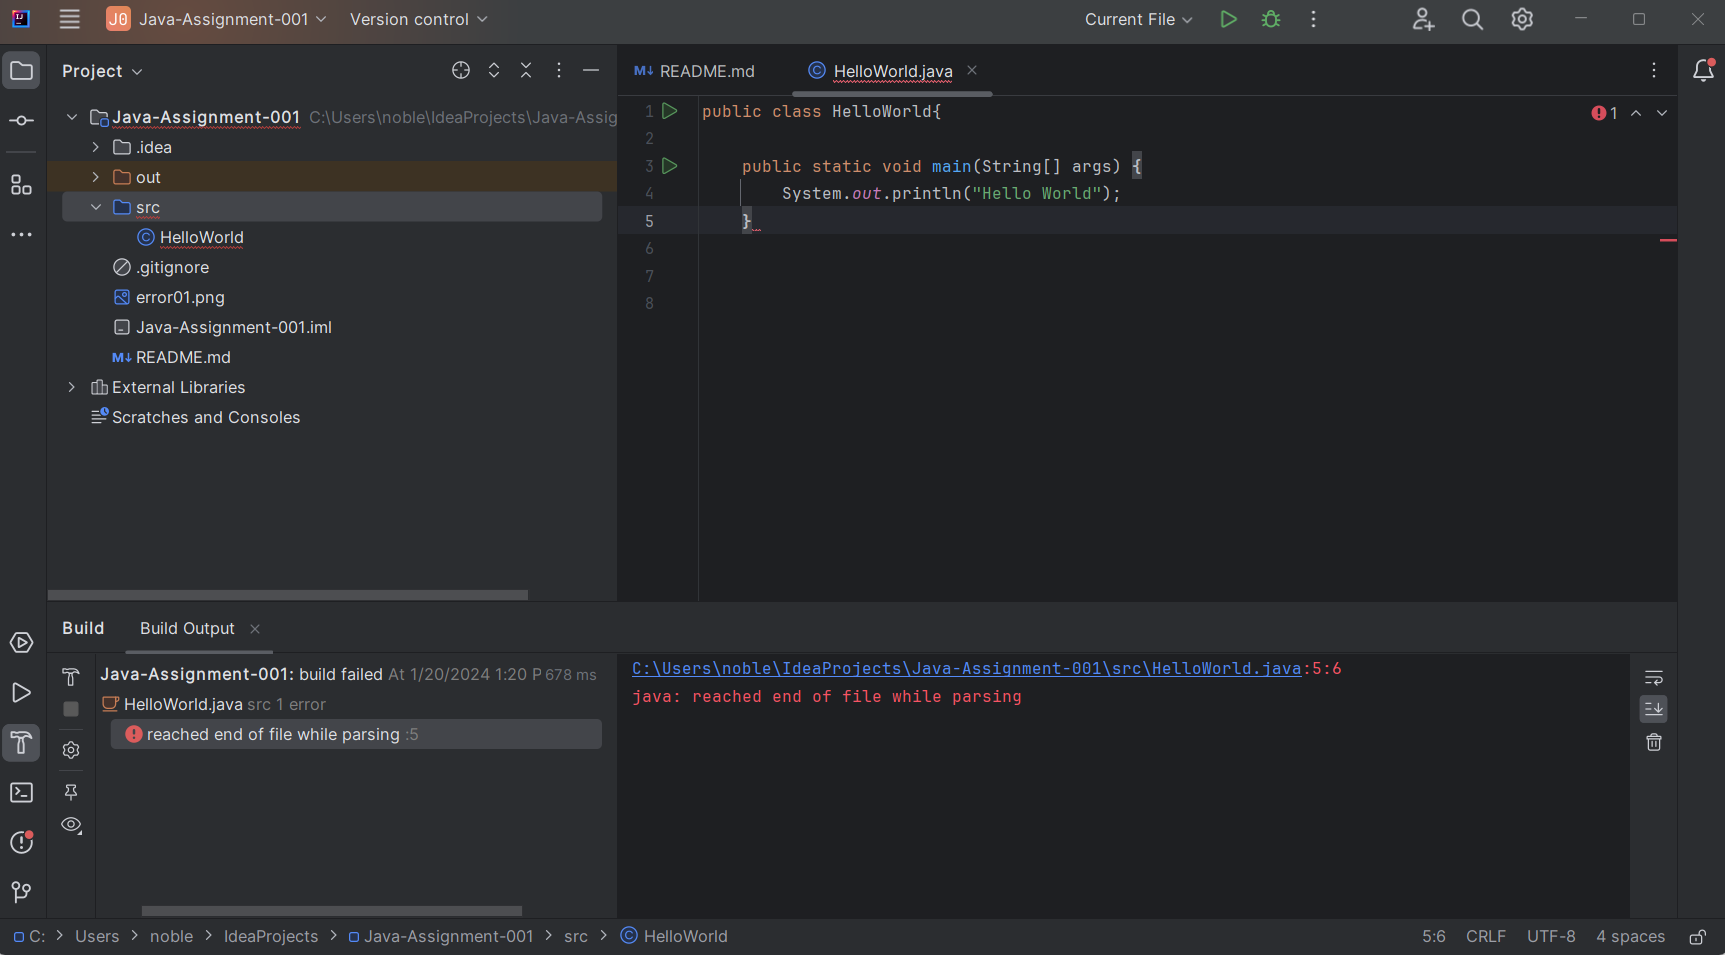 J0 Java-Assignment-001 Version control Current File
Project
Java-Assignment-001 C:\Users\noble\IdeaProjects\Java-Assig
.idea
out
src
HelloWorld
.gitignore
error01.png
Java-Assignment-001.iml
M↓ README.md
External Libraries
Scratches and Consoles
M↓ README.md HelloWorld.java
1 public class HelloWorld{ 1
2
3 public static void main(String[] args) {
4 System.out.println("Hello World");
5 }
6
7
8
Build Build Output
Java-Assignment-001: build failed At 1/20/2024 1:20 P 678 ms
HelloWorld.java src 1 error
reached end of file while parsing :5
C:\Users\noble\IdeaProjects\Java-Assignment-001\src\HelloWorld.java:5:6
java: reached end of file while parsing
C: > Users > noble > IdeaProjects > Java-Assignment-001 > src > HelloWorld 5:6 CRLF UTF-8 4 spaces